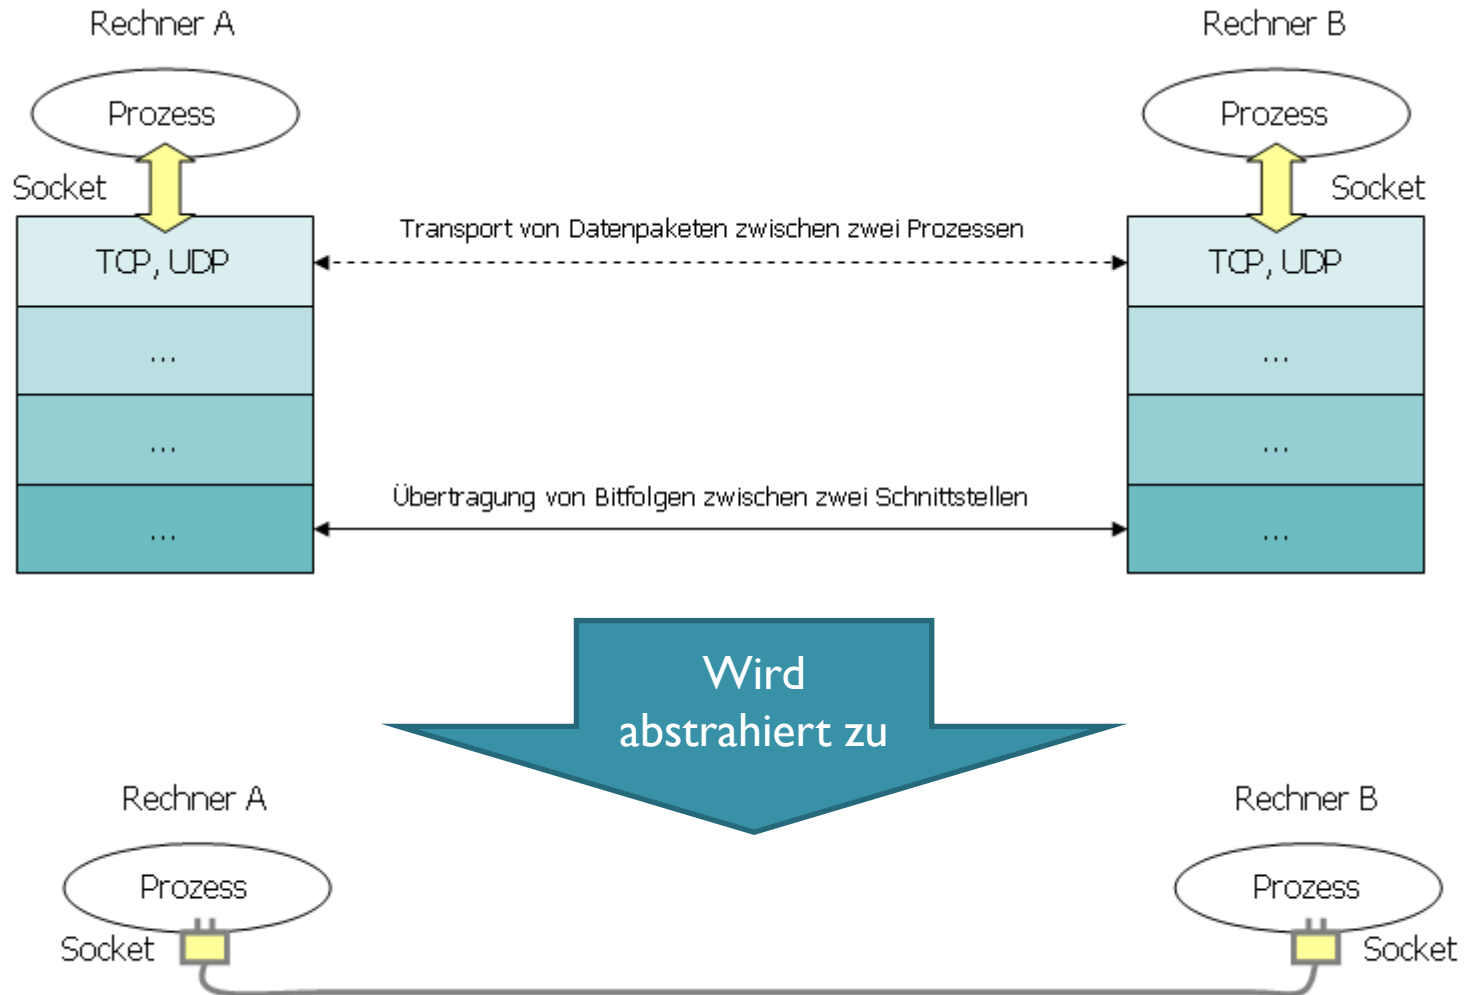 Rechner A
Rechner B
Prozess
Prozess
Socket
Socket
TCP, UDP
Transport von Datenpaketen zwischen zwei Prozessen
TCP, UDP
...
...
...
...
Übertragung von Bitfolgen zwischen zwei Schnittstellen
...
...
Wird
abstrahiert zu
Rechner A
Rechner B
Prozess
Prozess
Socket
Socket